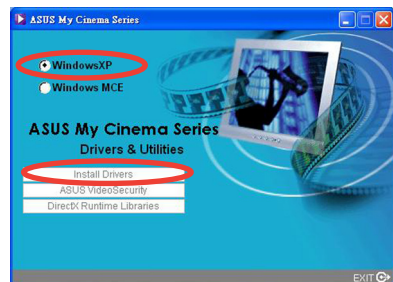 ASUS My Cinema Series
WindowsXP
Windows MCE
ASUS My Cinema Series
Drivers & Utilities
Install Drivers
ASUS VideoSecurity
DirectX Runtime Libraries
EXIT